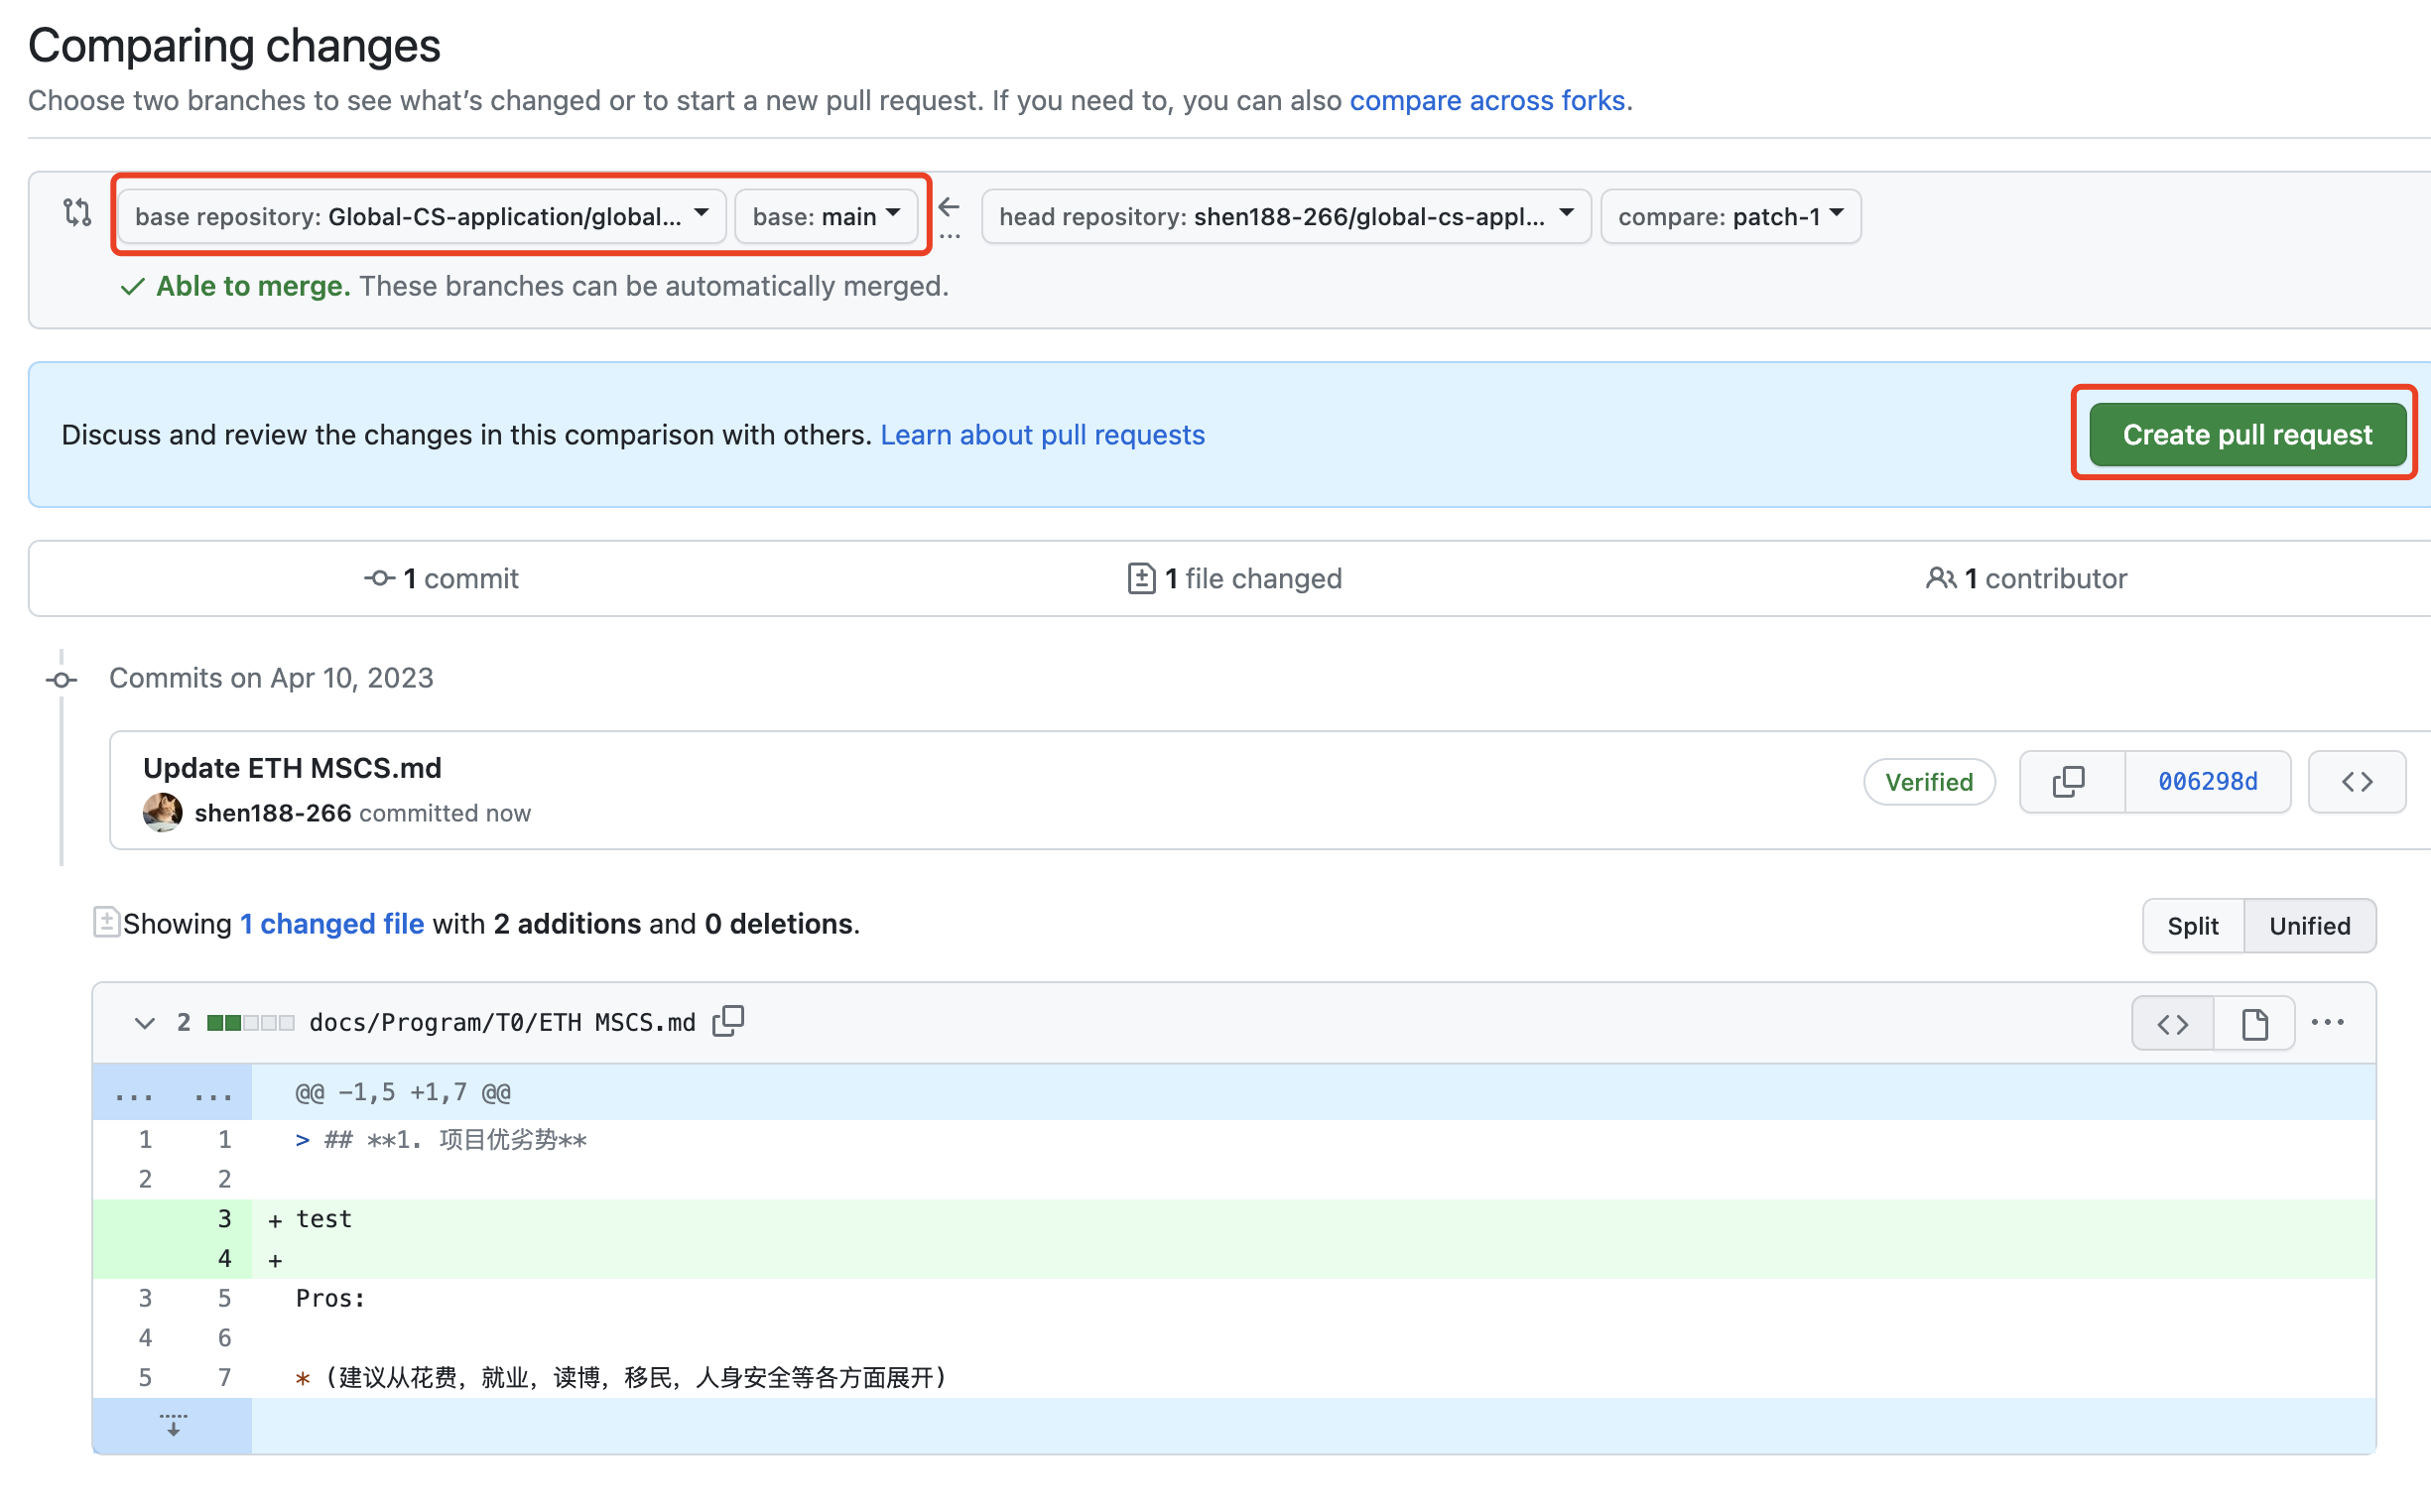 Comparing changes
Choose two branches to see what's changed or to start a new pull request. If you need to, you can also compare across forks.
base repository: Global-CS-application/global... base: main ... head repository: shen188-266/global-cs-appl... compare: patch-1
Able to merge. These branches can be automatically merged.
Discuss and review the changes in this comparison with others. Learn about pull requests Create pull request
1 commit 1 file changed 1 contributor
Commits on Apr 10, 2023
Update ETH MSCS.md
Verified 006298d
shen188-266 committed now
Showing 1 changed file with 2 additions and 0 deletions.
Split Unified
2 docs/Program/T0/ETH MSCS.md
... ... @@ -1,5 +1,7 @@
1 1 > ## **1. 项目优劣势**
2 2
3 + test
4 +
3 5 Pros:
4 6
5 7 * (建议从花费，就业，读博，移民，人身安全等各方面展开)